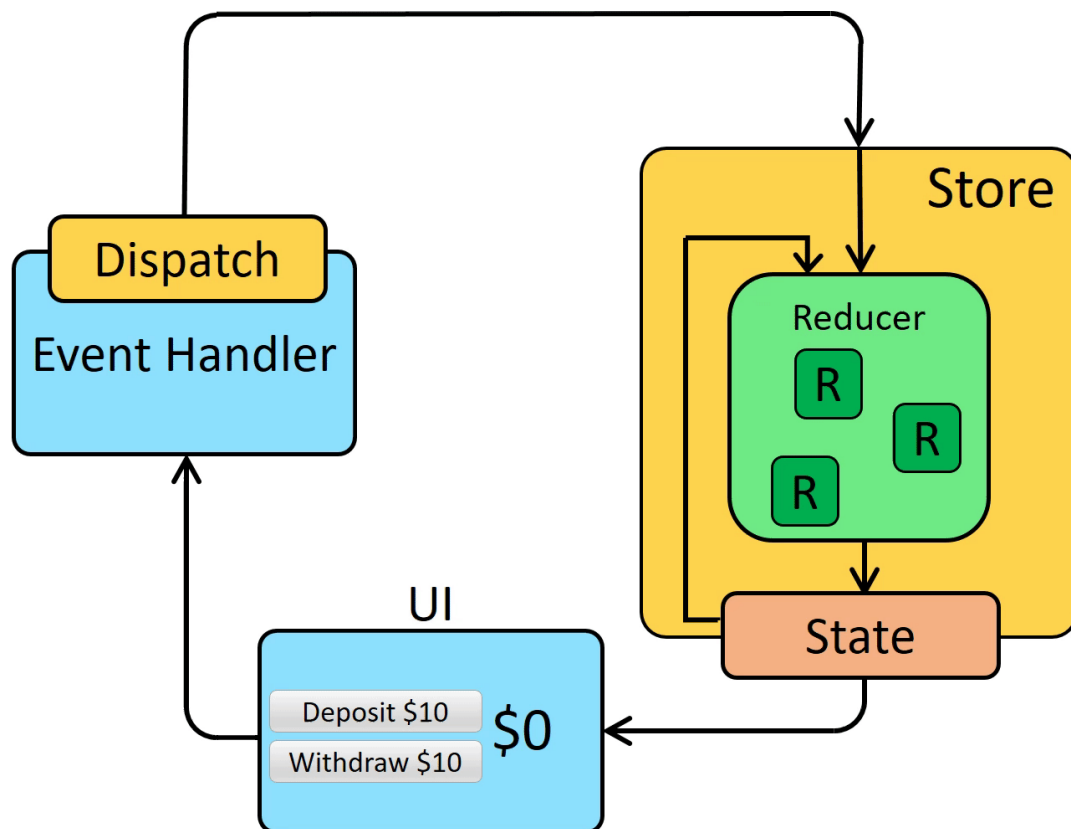 Store
Dispatch
Event Handler
Reducer
R
R
R
UI
State
Deposit $10
$0
Withdraw $10